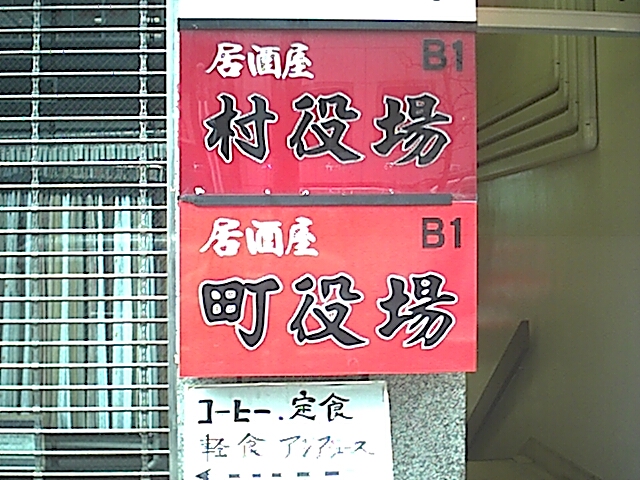 居酒屋 B1
村役場
居酒屋 B1
町役場
コーヒー.定食
軽食